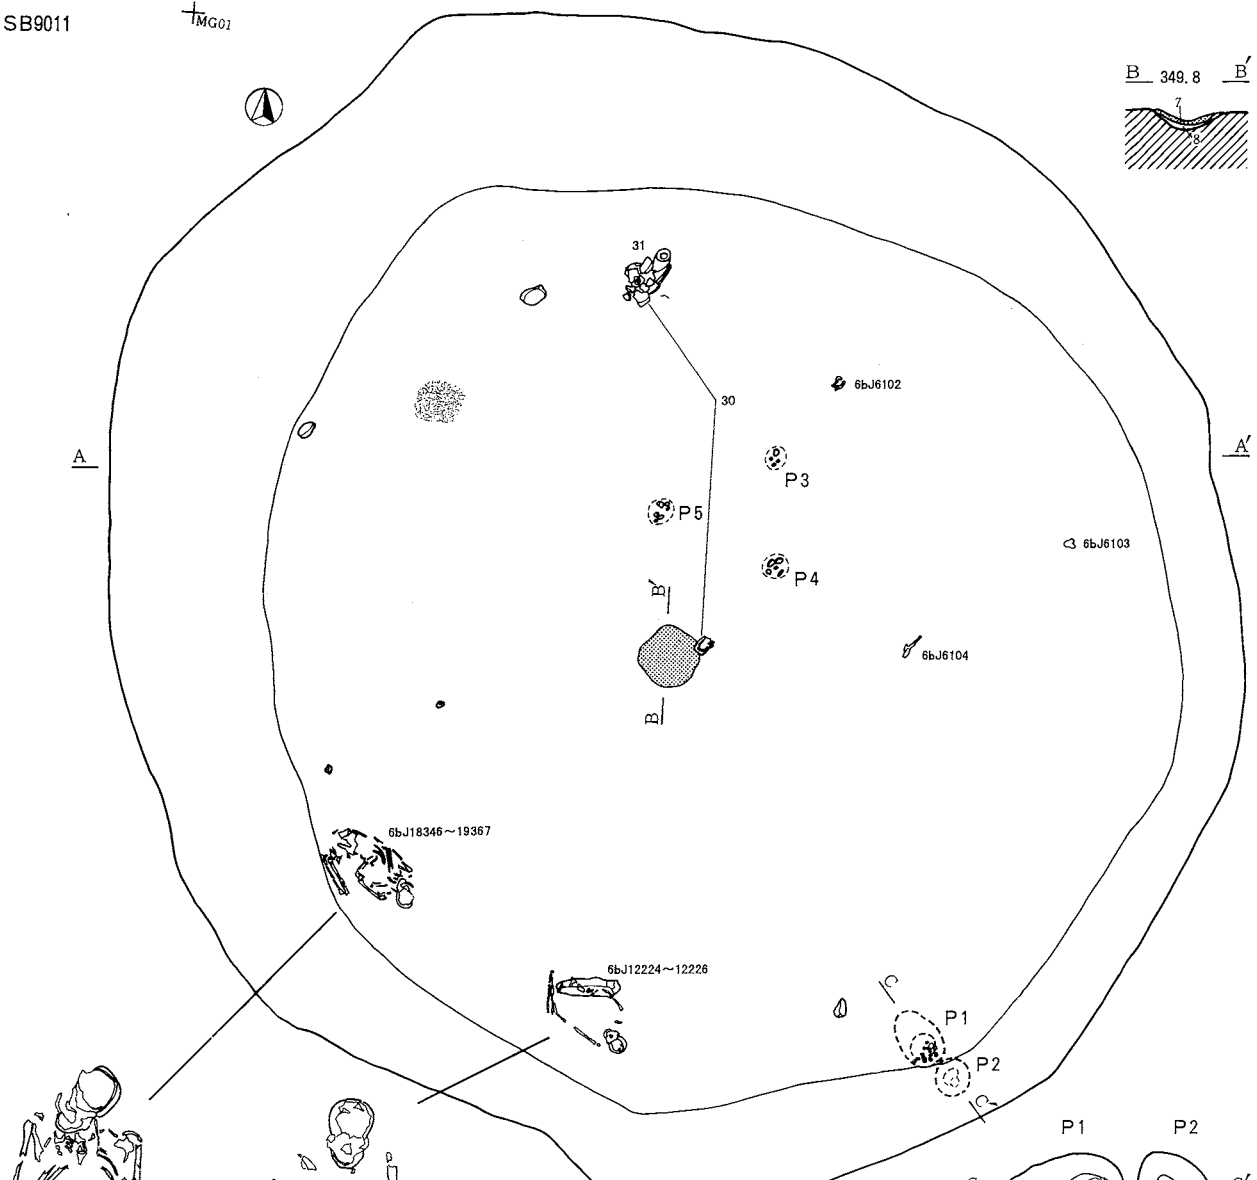 SB9011
MG01
B 349.8 B′
7
8
31
30
6bJ6102
A
A′
P3
P5
6bJ6103
P4
B′
6bJ6104
B
6bJ18346～19367
6bJ12224～12226
C
P1
P2
C′
P1 P2